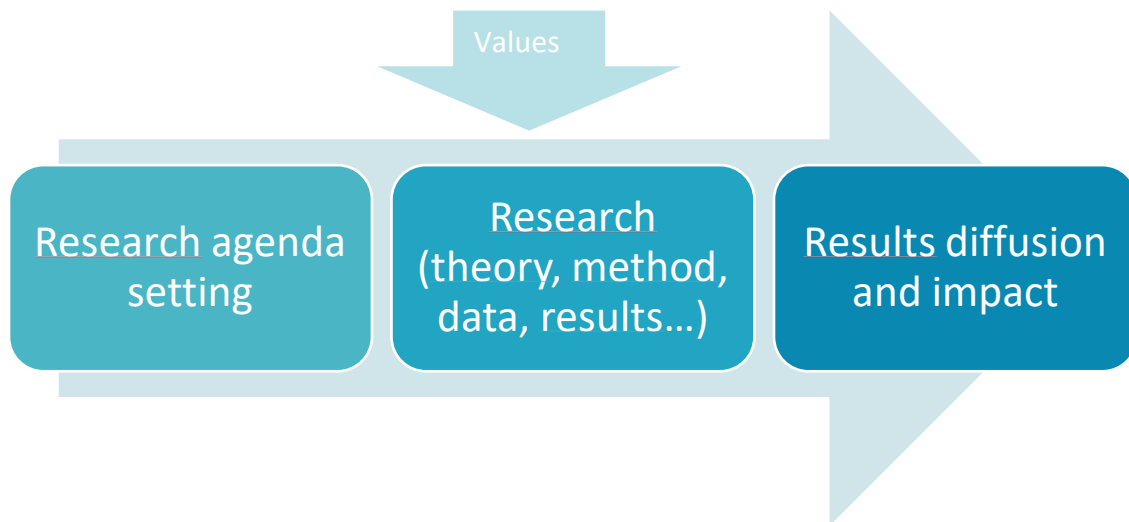 Values
Research agenda
setting
Research
(theory, method,
data, results…)
Results diffusion
and impact